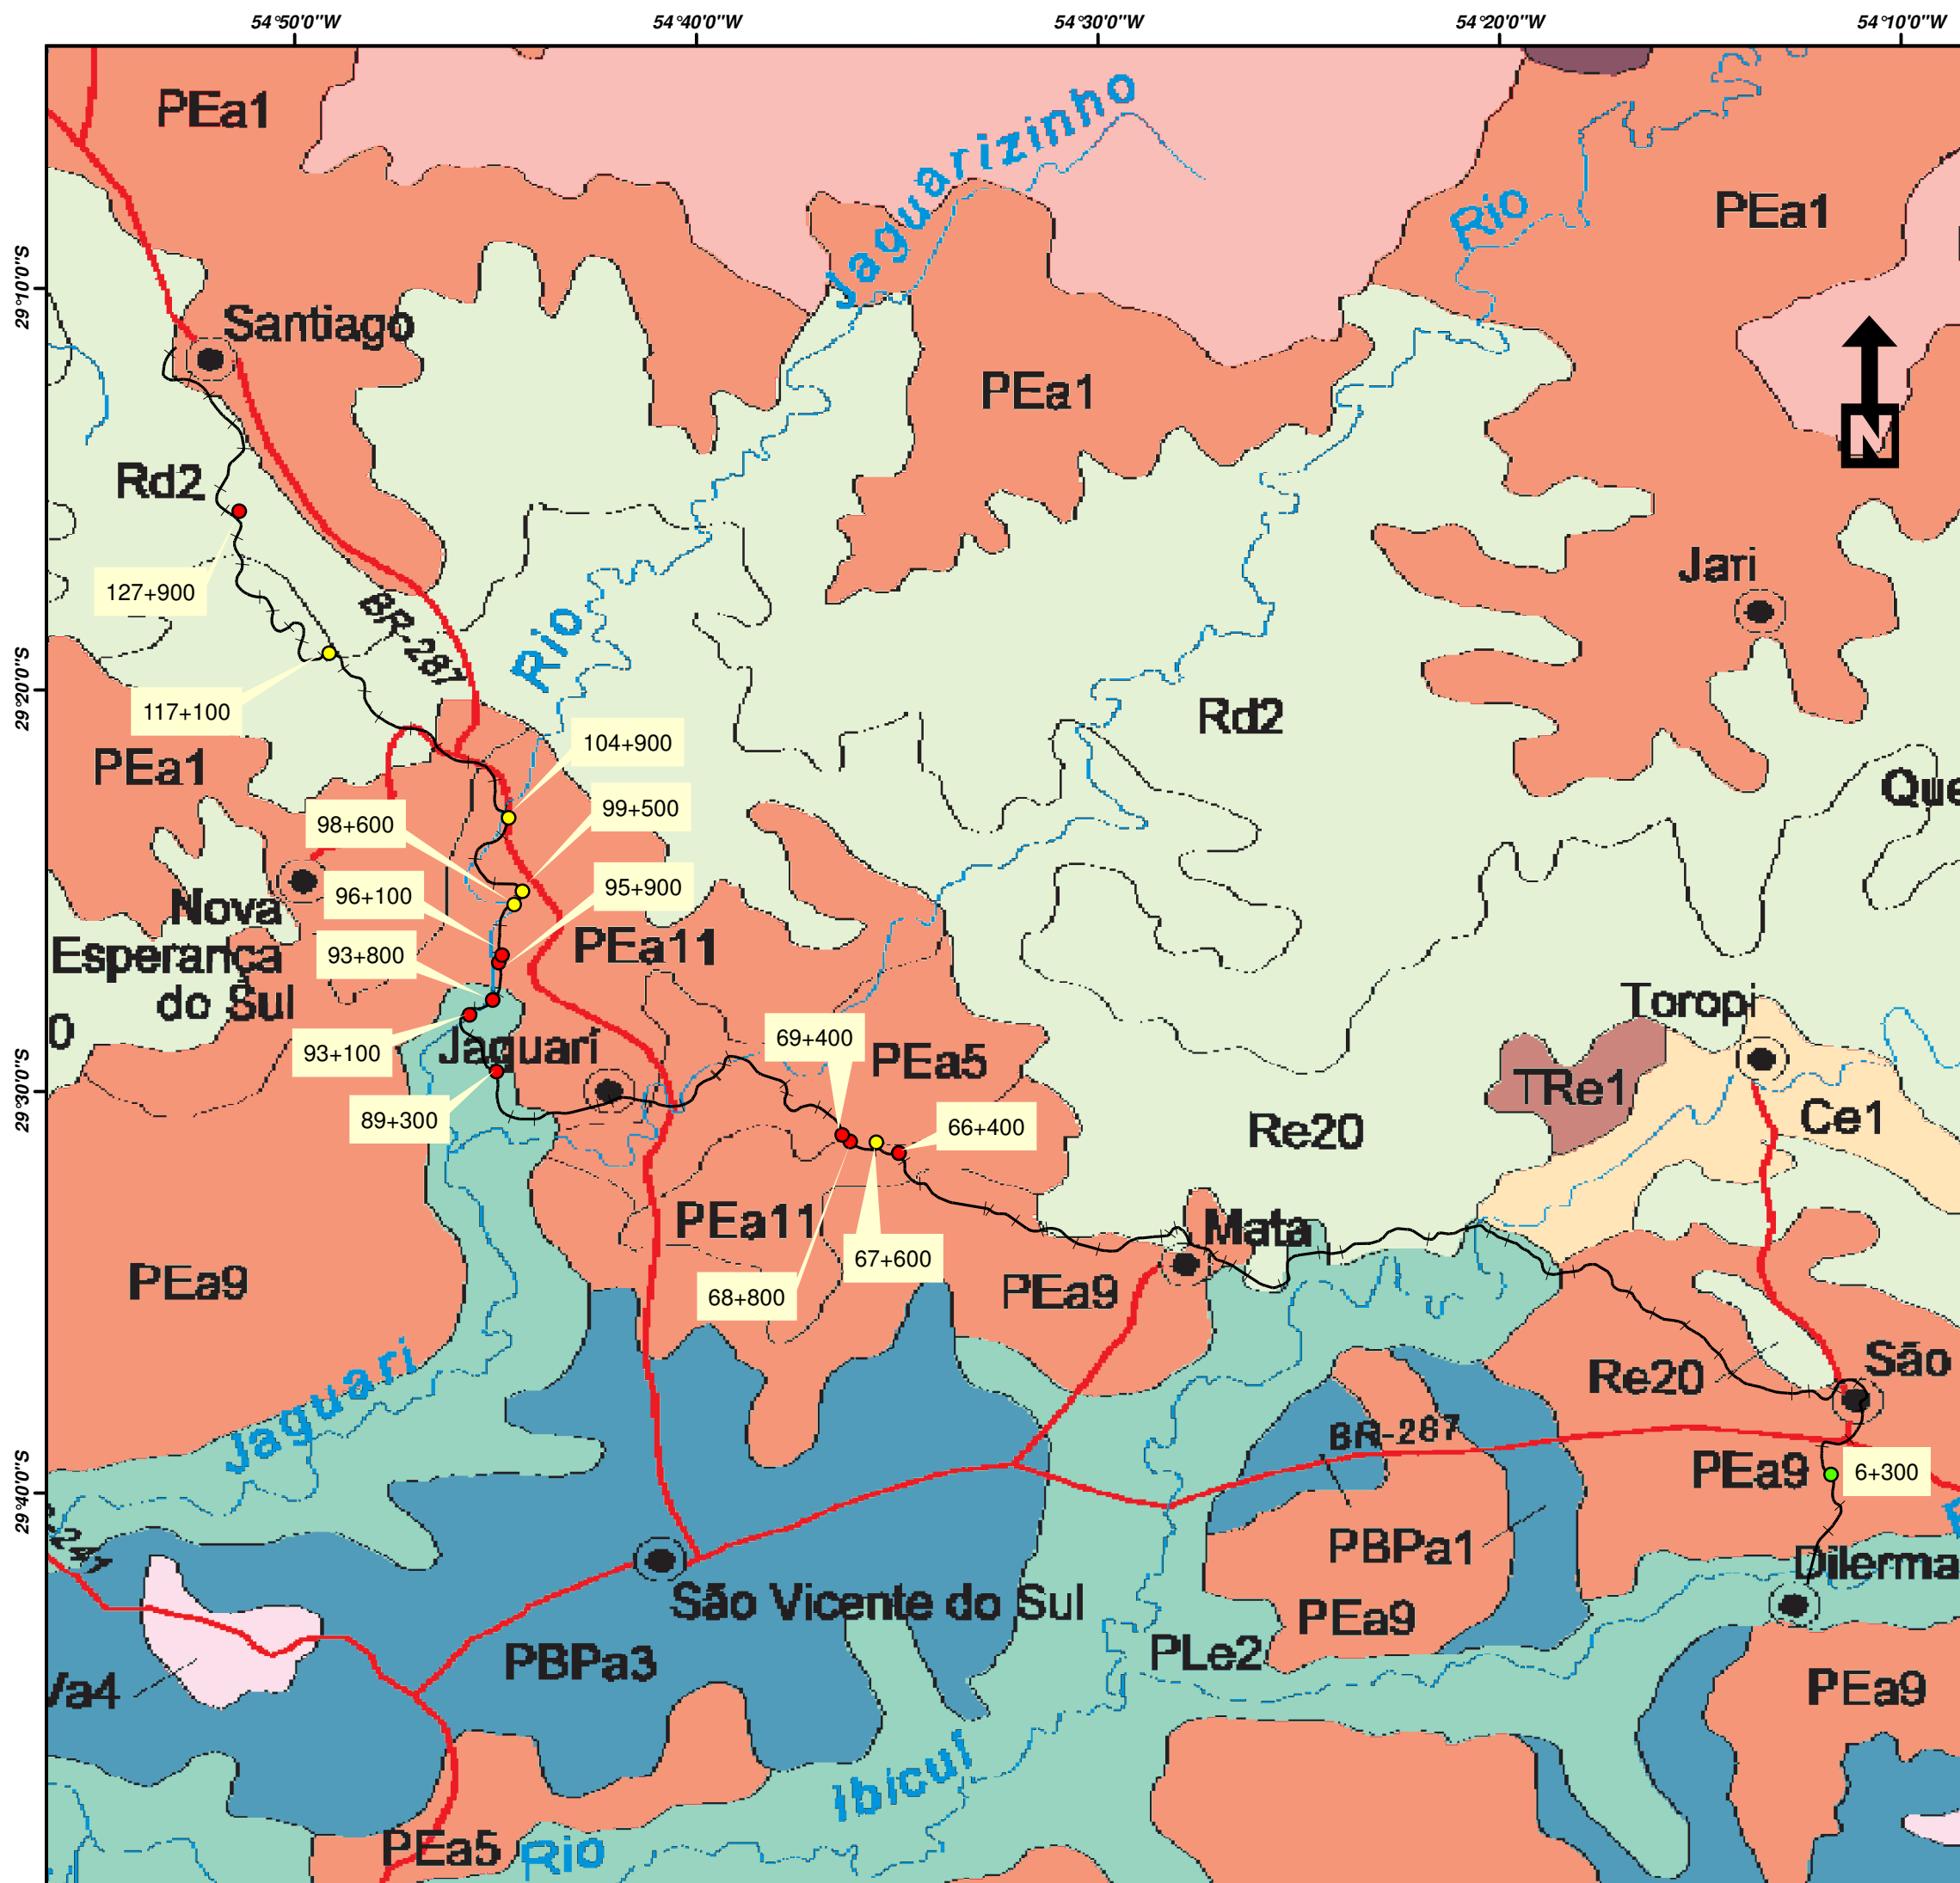 54°50'0"W
54°40'0"W
54°30'0"W
54°20'0"W
54°10'0"W
PEa1
Jaguarizinho
Rio
PEa1
29°10'0"S
Santiago
PEa1
N
Rd2
Jari
127+900
BR-287
Rio
29°20'0"S
117+100
Rd2
104+900
PEa1
Que
99+500
98+600
95+900
96+100
Nova
Esperança
do Sul
PEa11
93+800
Toropi
0
93+100
Jaguari
69+400
PEa5
29°30'0"S
TRe1
Ce1
89+300
66+400
Re20
PEa11
Mata
67+600
PEa9
68+800
PEa9
Jaguari
Re20
São
BR-287
PEa9
6+300
29°40'0"S
PBPa1
Dilerma
São Vicente do Sul
PEa9
PBPa3
PLe2
Va4
PEa9
Ibicuí
PEa5
Rio